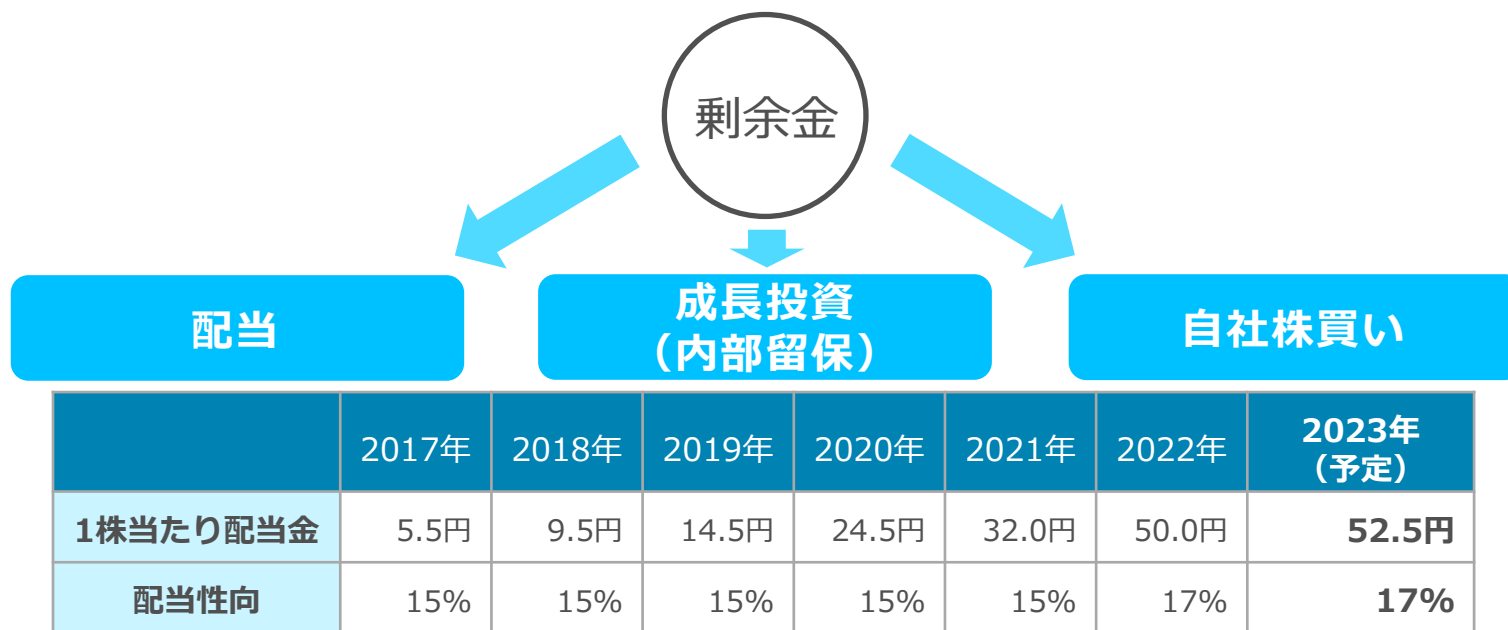 剰余金
配当
成長投資
（内部留保）
自社株買い
2017年 2018年 2019年 2020年 2021年 2022年 2023年
（予定）
1株当たり配当金 5.5円 9.5円 14.5円 24.5円 32.0円 50.0円 52.5円
配当性向 15% 15% 15% 15% 15% 17% 17%